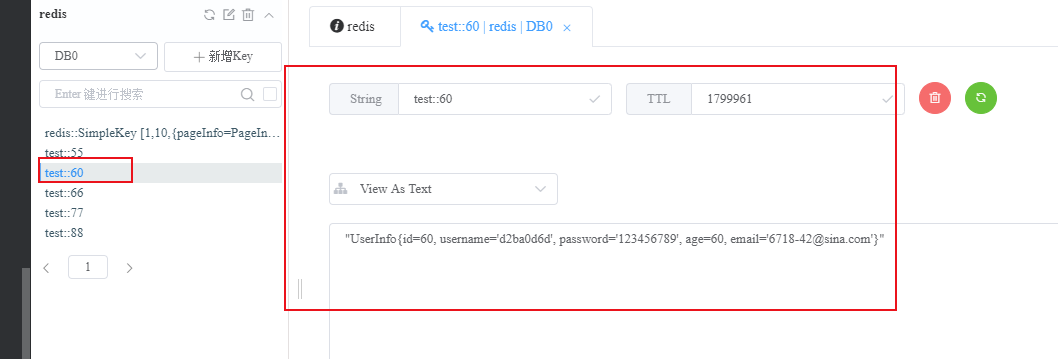 redis
DB0
新增Key
Enter 键进行搜索
redis::SimpleKey [1,10,{pageInfo=PageIn…
test::55
test::60
test::66
test::77
test::88
1
redis
test::60 | redis | DB0
String
test::60
TTL
1799961
View As Text
"UserInfo{id=60, username='d2ba0d6d', password='123456789', age=60, email='6718-42@sina.com'}"